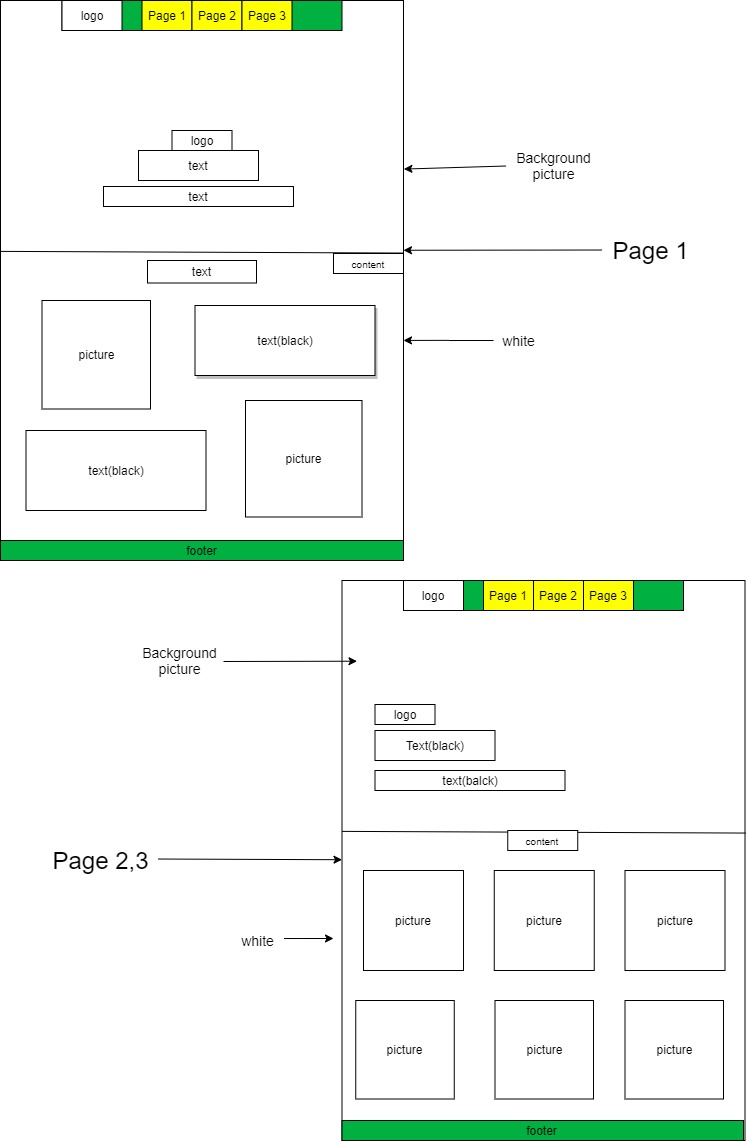 logo
Page 1
Page 2
Page 3
logo
text
text
Background
picture
Page 1
content
text
picture
text(black)
white
text(black)
picture
footer
logo
Page 1
Page 2
Page 3
Background
picture
logo
Text(black)
text(balck)
content
Page 2,3
picture
picture
picture
white
picture
picture
picture
footer